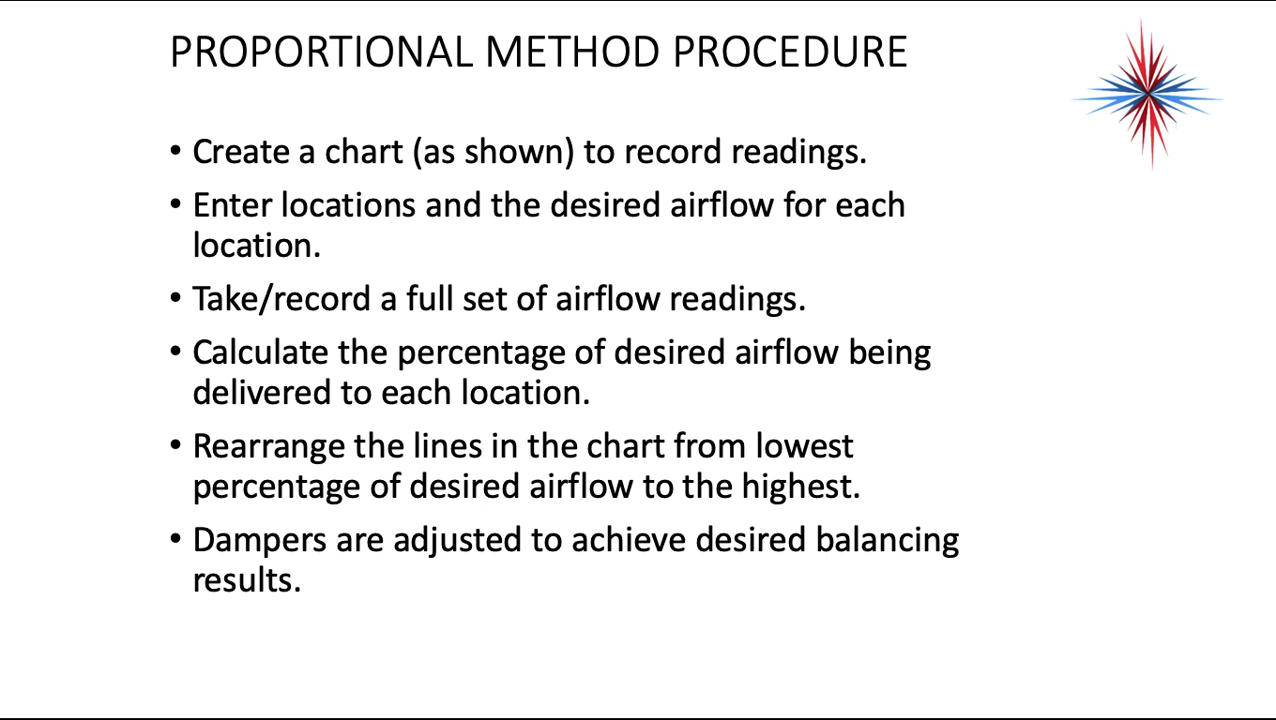 PROPORTIONAL METHOD PROCEDURE
• Create a chart (as shown) to record readings.
• Enter locations and the desired airflow for each
location.
• Take/record a full set of airflow readings.
• Calculate the percentage of desired airflow being
delivered to each location.
• Rearrange the lines in the chart from lowest
percentage of desired airflow to the highest.
• Dampers are adjusted to achieve desired balancing
results.